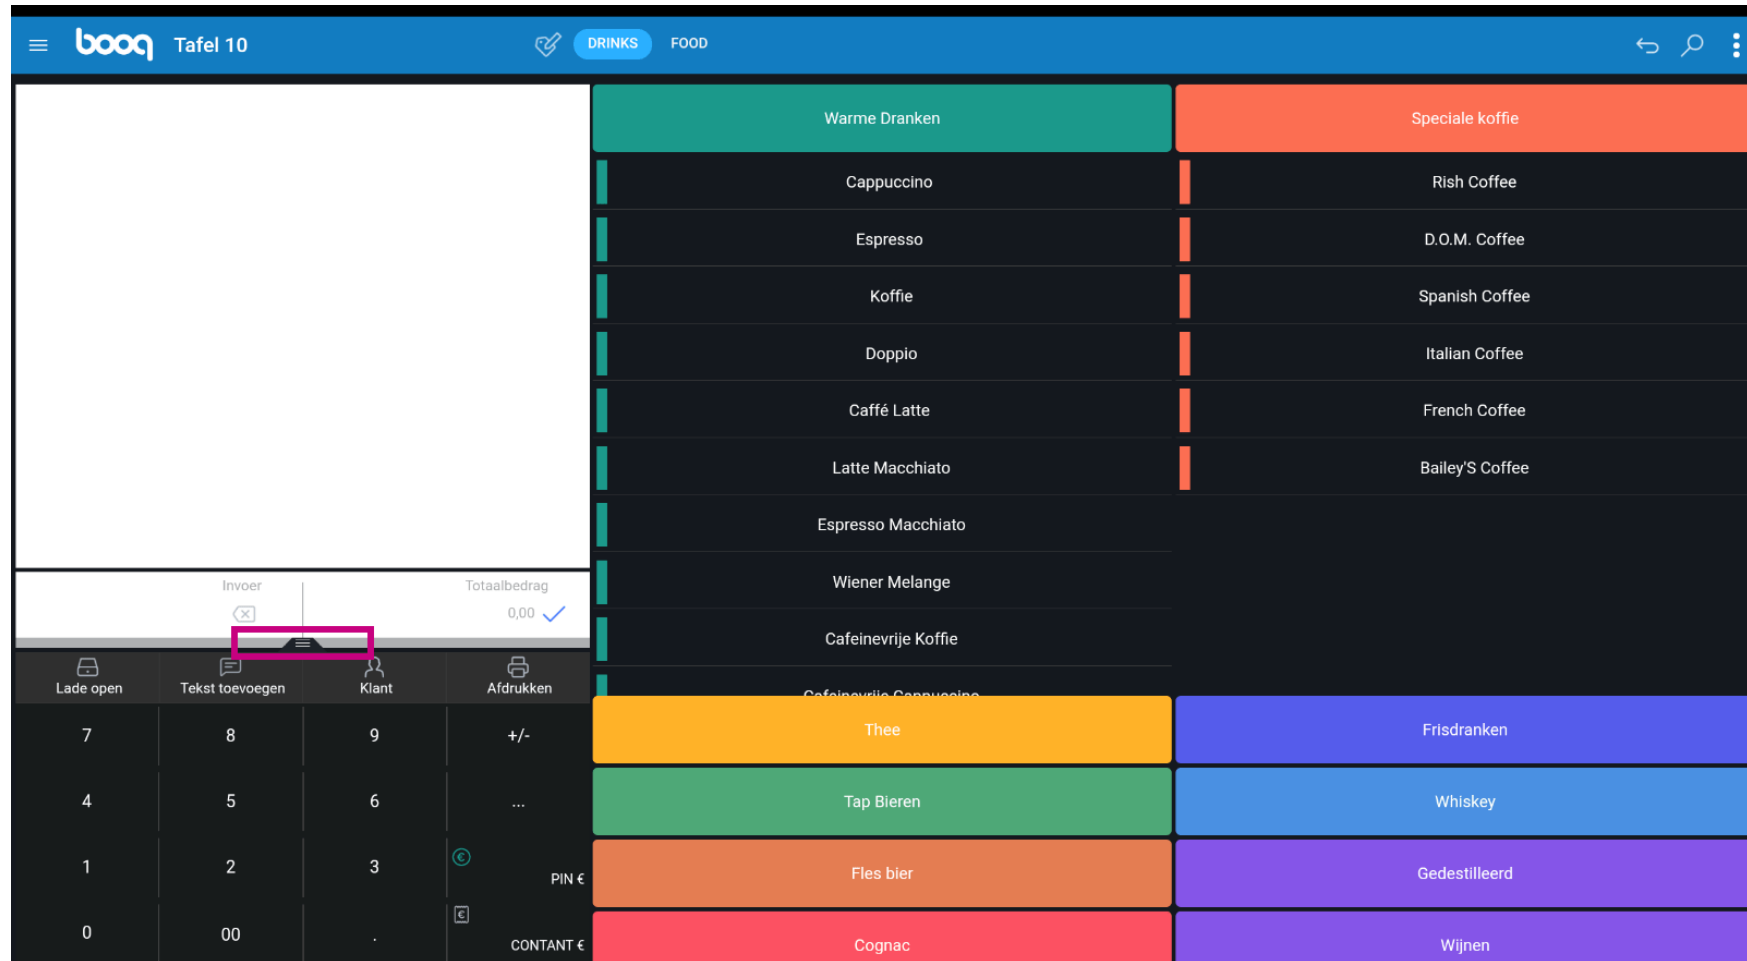 booq Tafel 10 DRINKS FOOD
Warme Dranken
Speciale koffie
Cappuccino
Rish Coffee
Espresso
D.O.M. Coffee
Koffie
Spanish Coffee
Doppio
Italian Coffee
Caffé Latte
French Coffee
Latte Macchiato
Bailey'S Coffee
Espresso Macchiato
Wiener Melange
Cafeinevrije Koffie
Cafeinevrije Cappuccino
Invoer
Totaalbedrag
0,00
Lade open
Tekst toevoegen
Klant
Afdrukken
7 8 9 +/-
4 5 6 ...
1 2 3 € PIN €
0 00 . € CONTANT €
Thee
Frisdranken
Tap Bieren
Whiskey
Fles bier
Gedestilleerd
Cognac
Wijnen